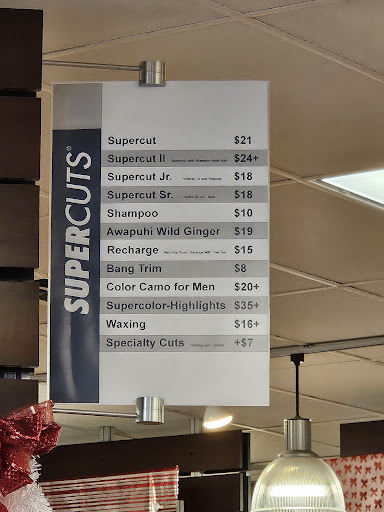 SUPERCUTS®
Supercut $21
Supercut II $24+
Supercut Jr. $18
Supercut Sr. $18
Shampoo $10
Awapuhi Wild Ginger $19
Recharge $15
Bang Trim $8
Color Camo for Men $20+
Supercolor-Highlights $35+
Waxing $16+
Specialty Cuts +$7